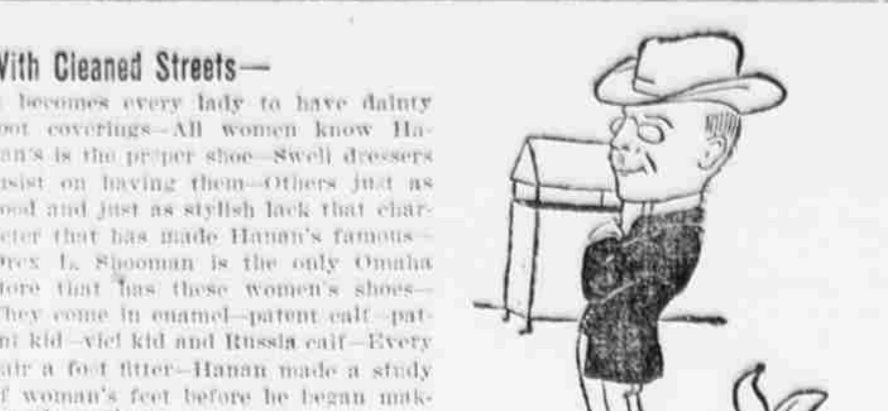 With Cleaned Streets—
becomes every lady to have dainty
foot coverings—All women know Ha-
nan's is the proper shoe—Swell dressers
insist on having them—Others just as
good and just as stylish lack that char-
acter that has made Hanan's famous—
Drex L. Shooman is the only Omaha
store that has these women's shoes—
They come in enamel—patent calf—pat-
ent kid—vici kid and Russia calf—Every
pair a foot fitter—Hanan made a study
of woman's feet before he began mak-